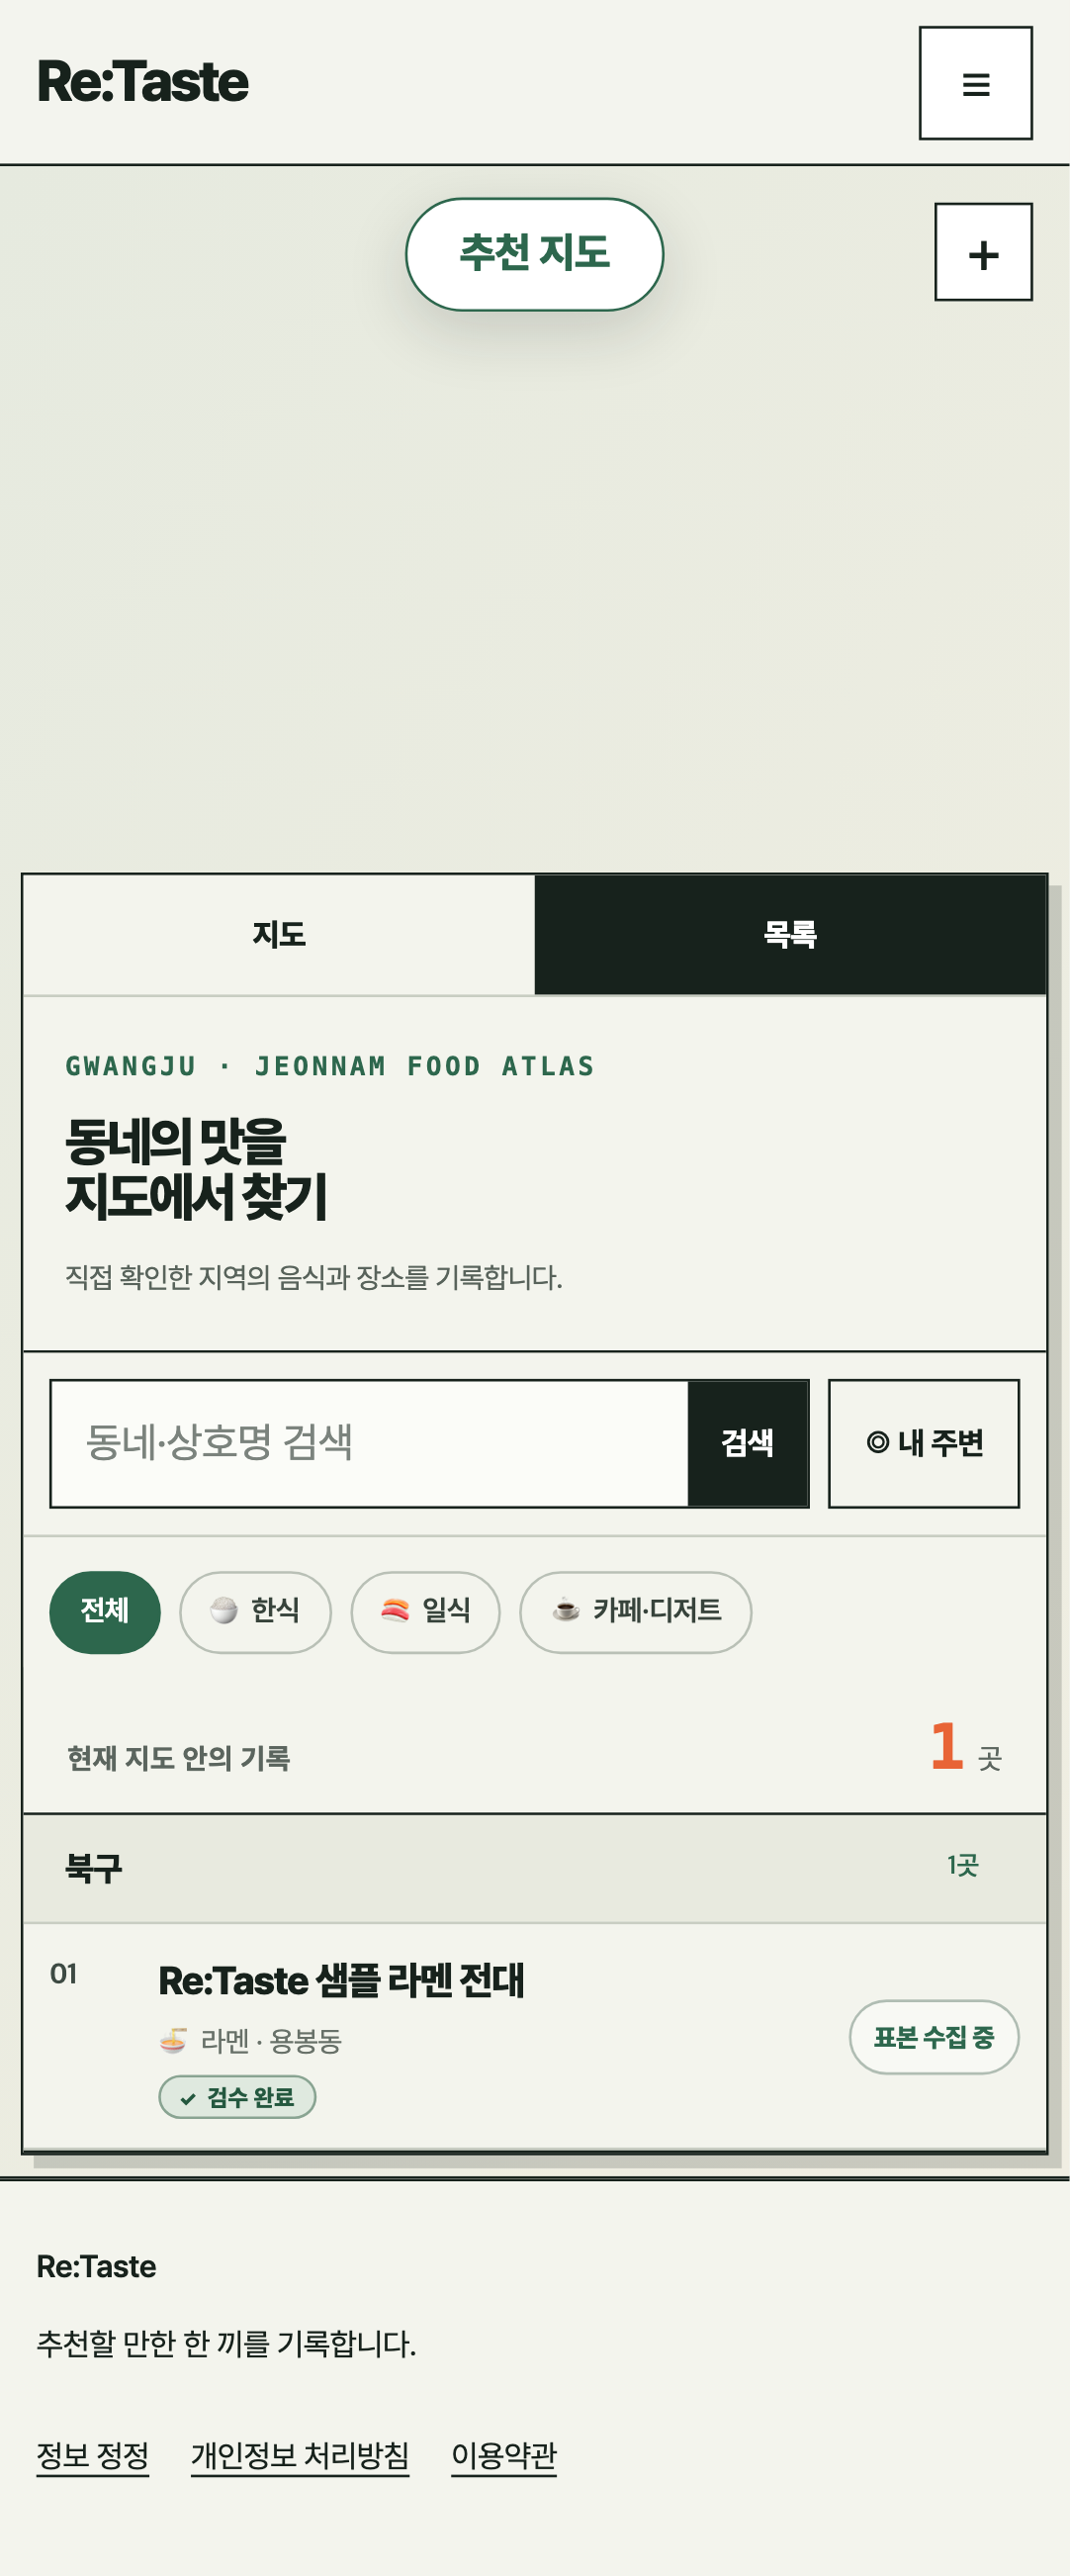 Re:Taste
추천 지도
지도
목록
GWANGJU · JEONNAM FOOD ATLAS
동네의 맛을
지도에서 찾기
직접 확인한 지역의 음식과 장소를 기록합니다.
동네·상호명 검색
검색
◎ 내 주변
전체
한식
일식
카페·디저트
현재 지도 안의 기록
1 곳
북구
1곳
01
Re:Taste 샘플 라멘 전대
라멘 · 용봉동
표본 수집 중
✓ 검수 완료
Re:Taste
추천할 만한 한 끼를 기록합니다.
정보 정정 개인정보 처리방침 이용약관